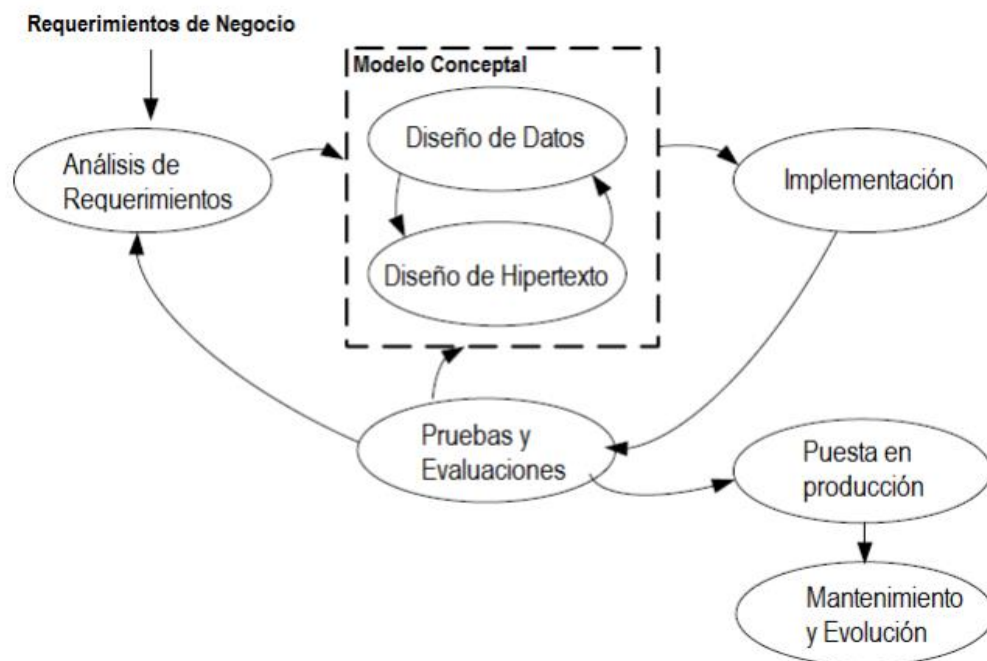 Requerimientos de Negocio
Modelo Conceptal
Diseño de Datos
Análisis de
Requerimientos
Implementación
Diseño de Hipertexto
Pruebas y
Evaluaciones
Puesta en
producción
Mantenimiento
y Evolución